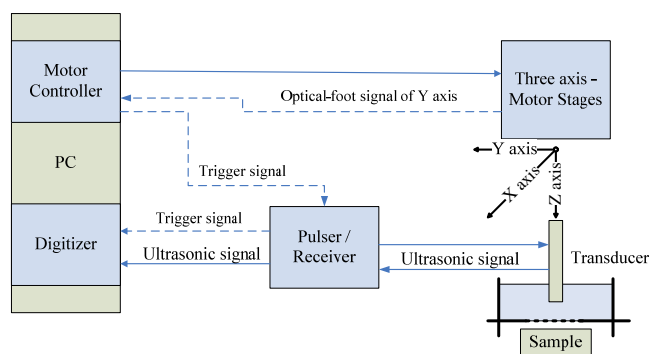 Motor
Controller
Three axis –
Motor Stages
Optical-foot signal of Y axis
Y axis
X axis
Z axis
PC
Trigger signal
Trigger signal
Digitizer
Ultrasonic signal
Pulser /
Receiver
Ultrasonic signal
Transducer
Sample